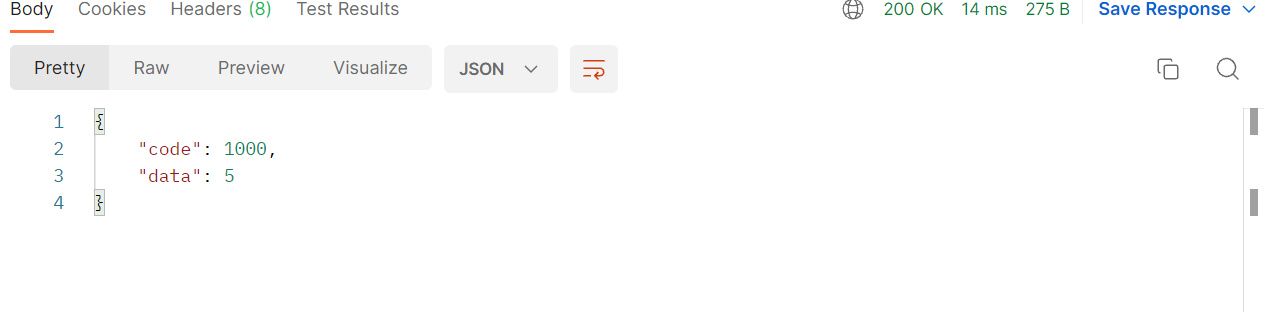 Body Cookies Headers (8) Test Results 200 OK 14 ms 275 B Save Response
Pretty Raw Preview Visualize JSON
1 {
2 "code": 1000,
3 "data": 5
4 }